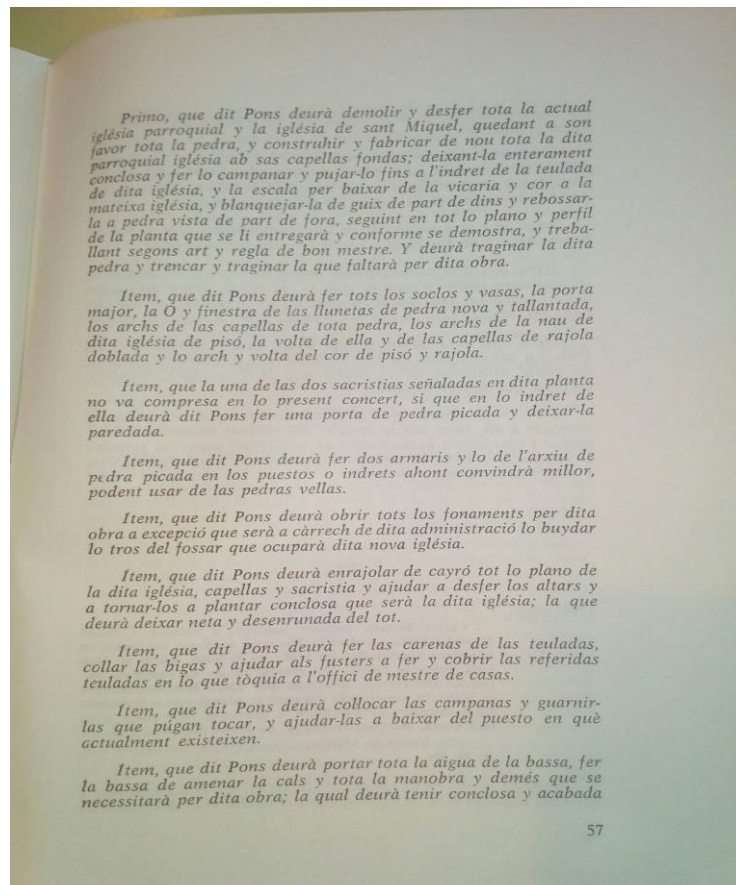 Primo, que dit Pons deurà demolir y desfer tota la actual
iglésia parroquial y la iglésia de sant Miquel, quedant a son
favor tota la pedra, y construhir y fabricar de nou tota la dita
parroquial iglésia ab sas capellas fondas; deixant-la enterament
conclosa y fer lo campanar y pujar-lo fins a l'indret de la teulada
de dita iglésia, y la escala per baixar de la vicaria y cor a la
mateixa iglésia, y blanquejar-la de guix de part de dins y rebossar-
la a pedra vista de part de fora, seguint en tot lo plano y perfil
de la planta que se li entregarà y conforme se demostra, y treba-
llant segons art y regla de bon mestre. Y deurà traginar la dita
pedra y trencar y traginar la que faltarà per dita obra.
Ítem, que dit Pons deurà fer tots los soclos y vasas, la porta
major, la O y finestra de las llunetas de pedra nova y tallantada,
los archs de las capellas de tota pedra, los archs de la nau de
dita iglésia de pisó, la volta de ella y de las capellas de rajola
doblada y lo arch y volta del cor de pisó y rajola.
Ítem, que la una de las dos sacristias señaladas en dita planta
no va compresa en lo present concert, sí que en lo indret de
ella deurà dit Pons fer una porta de pedra picada y deixar-la
paredada.
Ítem, que dit Pons deurà fer dos armaris y lo de l'arxiu de
pedra picada en los puestos o indrets ahont convindrà millor,
podent usar de las pedras vellas.
Ítem, que dit Pons deurà obrir tots los fonaments per dita
obra a excepció que serà a càrrech de dita administració lo buydar
lo tros del fossar que ocuparà dita nova iglésia.
Ítem, que dit Pons deurà enrajolar de cayró tot lo plano de
la dita iglésia, capellas y sacristia y ajudar a desfer los altars y
a tornar-los a plantar conclosa que serà la dita iglésia; la que
deurà deixar neta y desenrunada del tot.
Ítem, que dit Pons deurà fer las carenas de las teuladas,
collar las bigas y ajudar als fusters a fer y cobrir las referidas
teuladas en lo que tòquia a l'offici de mestre de casas.
Ítem, que dit Pons deurà col·locar las campanas y guarnir-
las que púgan tocar, y ajudar-las a baixar del puesto en què
actualment existeixen.
Ítem, que dit Pons deurà portar tota la aigua de la bassa, fer
la bassa de amenar la cals y tota la manobra y demés que se
necessitarà per dita obra; la qual deurà tenir conclosa y acabada
57